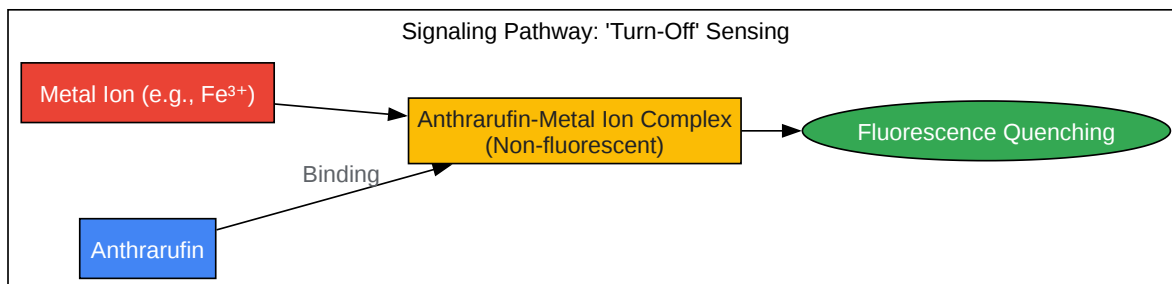 Signaling Pathway: 'Turn-Off' Sensing
Metal Ion (e.g., Fe³⁺)
Anthrarufin-Metal Ion Complex
(Non-fluorescent)
Fluorescence Quenching
Binding
Anthrarufin